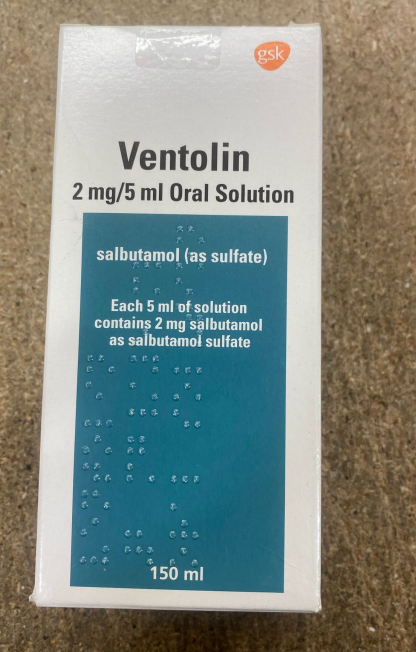 gsk
Ventolin
2 mg/5 ml Oral Solution
salbutamol (as sulfate)
Each 5 ml of solution
contains 2 mg salbutamol
as salbutamol sulfate
150 ml